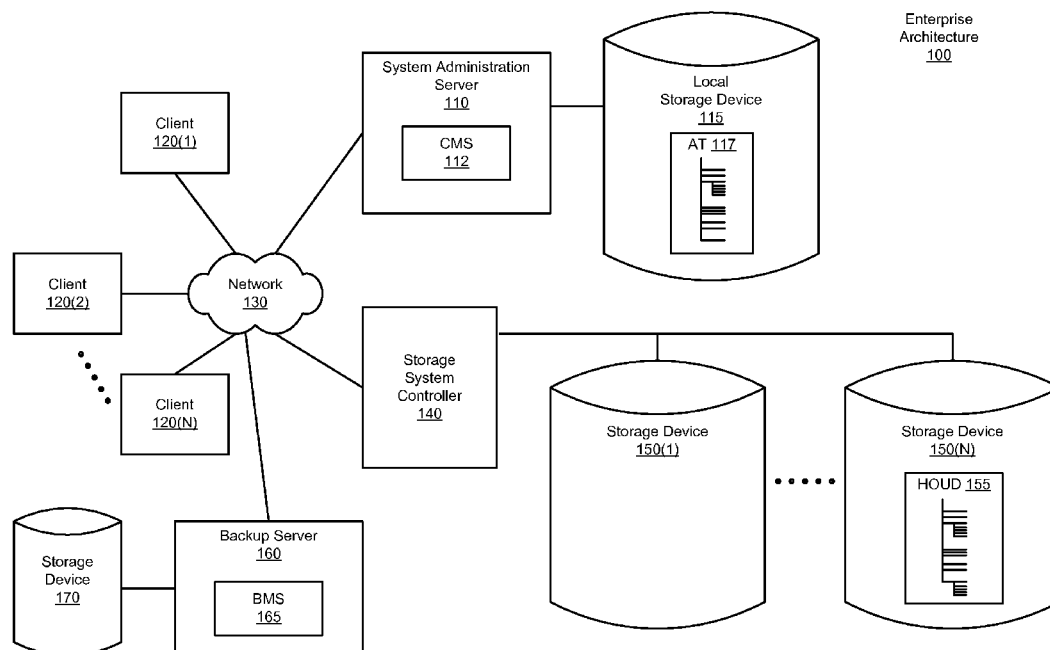 Enterprise
Architecture
100
System Administration
Server
110
CMS
112
Local
Storage Device
115
AT 117
Client
120(1)
Client
120(2)
Network
130
Client
120(N)
Storage
System
Controller
140
Storage Device
150(1)
Storage Device
150(N)
HOUD 155
Storage
Device
170
Backup Server
160
BMS
165